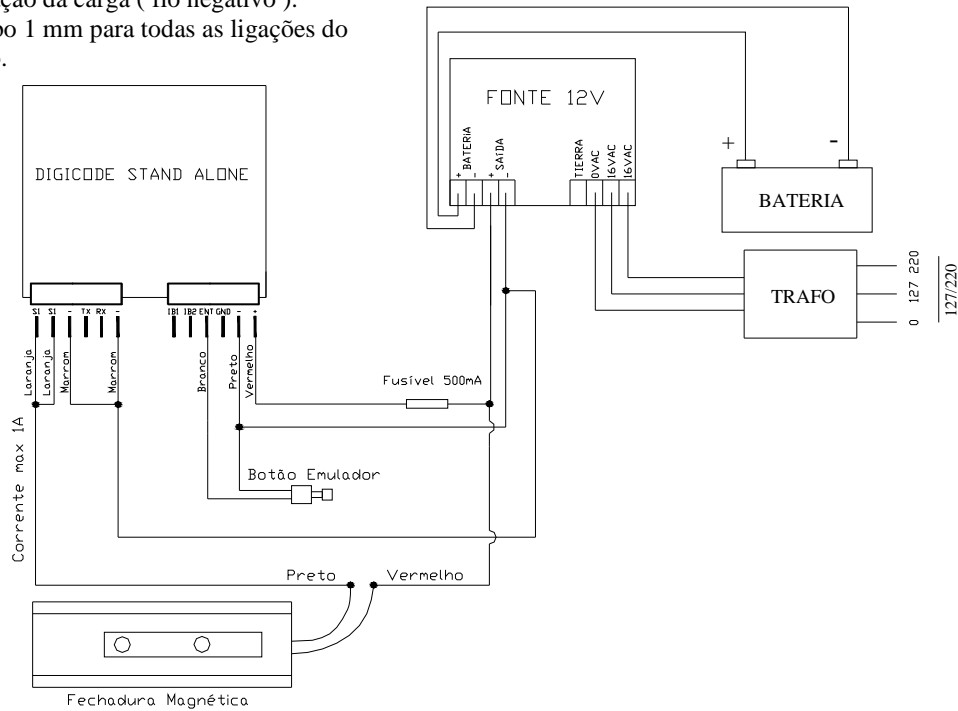 ção da carga ( fio negativo ).
po 1 mm para todas as ligações do
FONTE 12V
+ BATERIA -
+ SAIDA -
TIERRA
0VAC
16VAC
16VAC
+ -
BATERIA
TRAFO
0 127 220
127/220
DIGICODE STAND ALONE
S1 S1 - TX RX -
IB1 IB2 ENT GND - +
Laranja
Laranja
Marrom
Marrom
Branco
Preto
Vermelho
Fusível 500mA
Corrente max 1A
Botão Emulador
Preto Vermelho
Fechadura Magnética